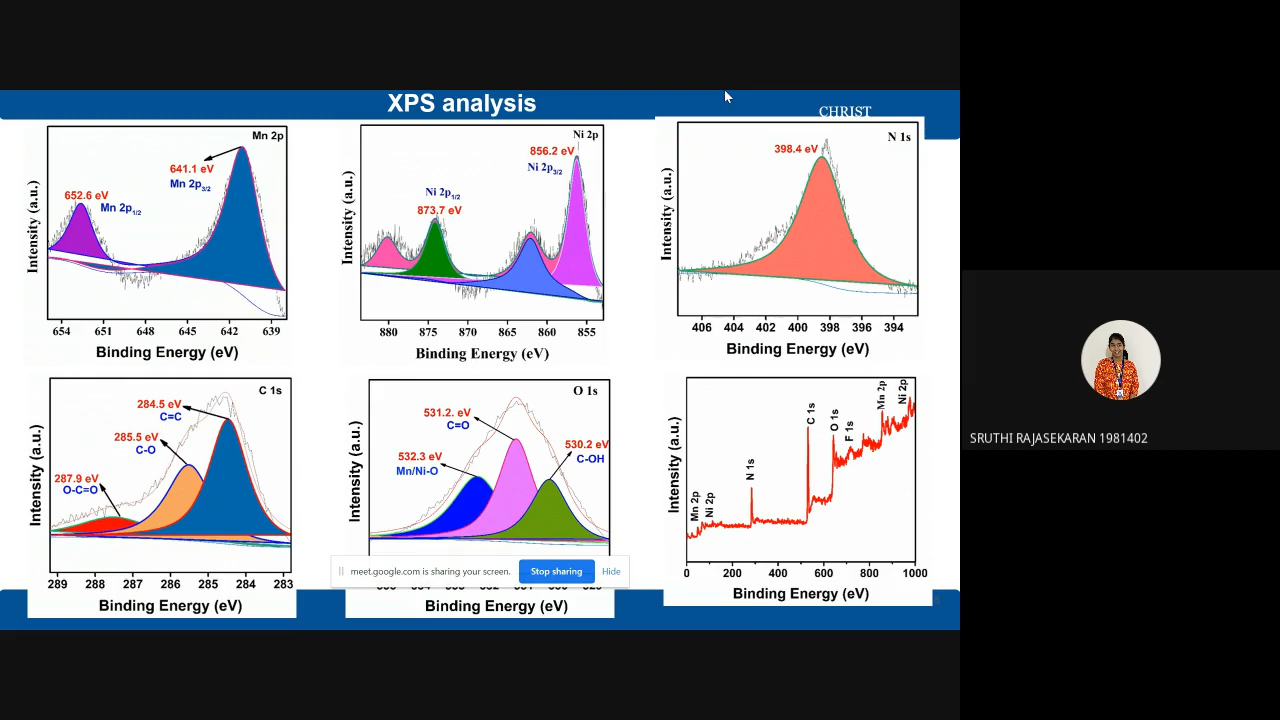 XPS analysis
CHRIST
Mn 2p
641.1 eV
Mn 2p3/2
652.6 eV
Mn 2p1/2
Intensity (a.u.)
654 651 648 645 642 639
Binding Energy (eV)
Ni 2p
856.2 eV
Ni 2p3/2
Ni 2p1/2
873.7 eV
Intensity (a.u.)
880 875 870 865 860 855
Binding Energy (eV)
N 1s
398.4 eV
Intensity (a.u.)
406 404 402 400 398 396 394
Binding Energy (eV)
C 1s
284.5 eV
C=C
285.5 eV
C-O
287.9 eV
O-C=O
Intensity (a.u.)
289 288 287 286 285 284 283
Binding Energy (eV)
O 1s
531.2. eV
C=O
530.2 eV
C-OH
532.3 eV
Mn/Ni-O
Intensity (a.u.)
Binding Energy (eV)
Mn 2p
Ni 2p
N 1s
C 1s
O 1s
F 1s
Mn 2p
Ni 2p
Intensity (a.u.)
0 200 400 600 800 1000
Binding Energy (eV)
meet.google.com is sharing your screen.
Stop sharing
Hide
SRUTHI RAJASEKARAN 1981402